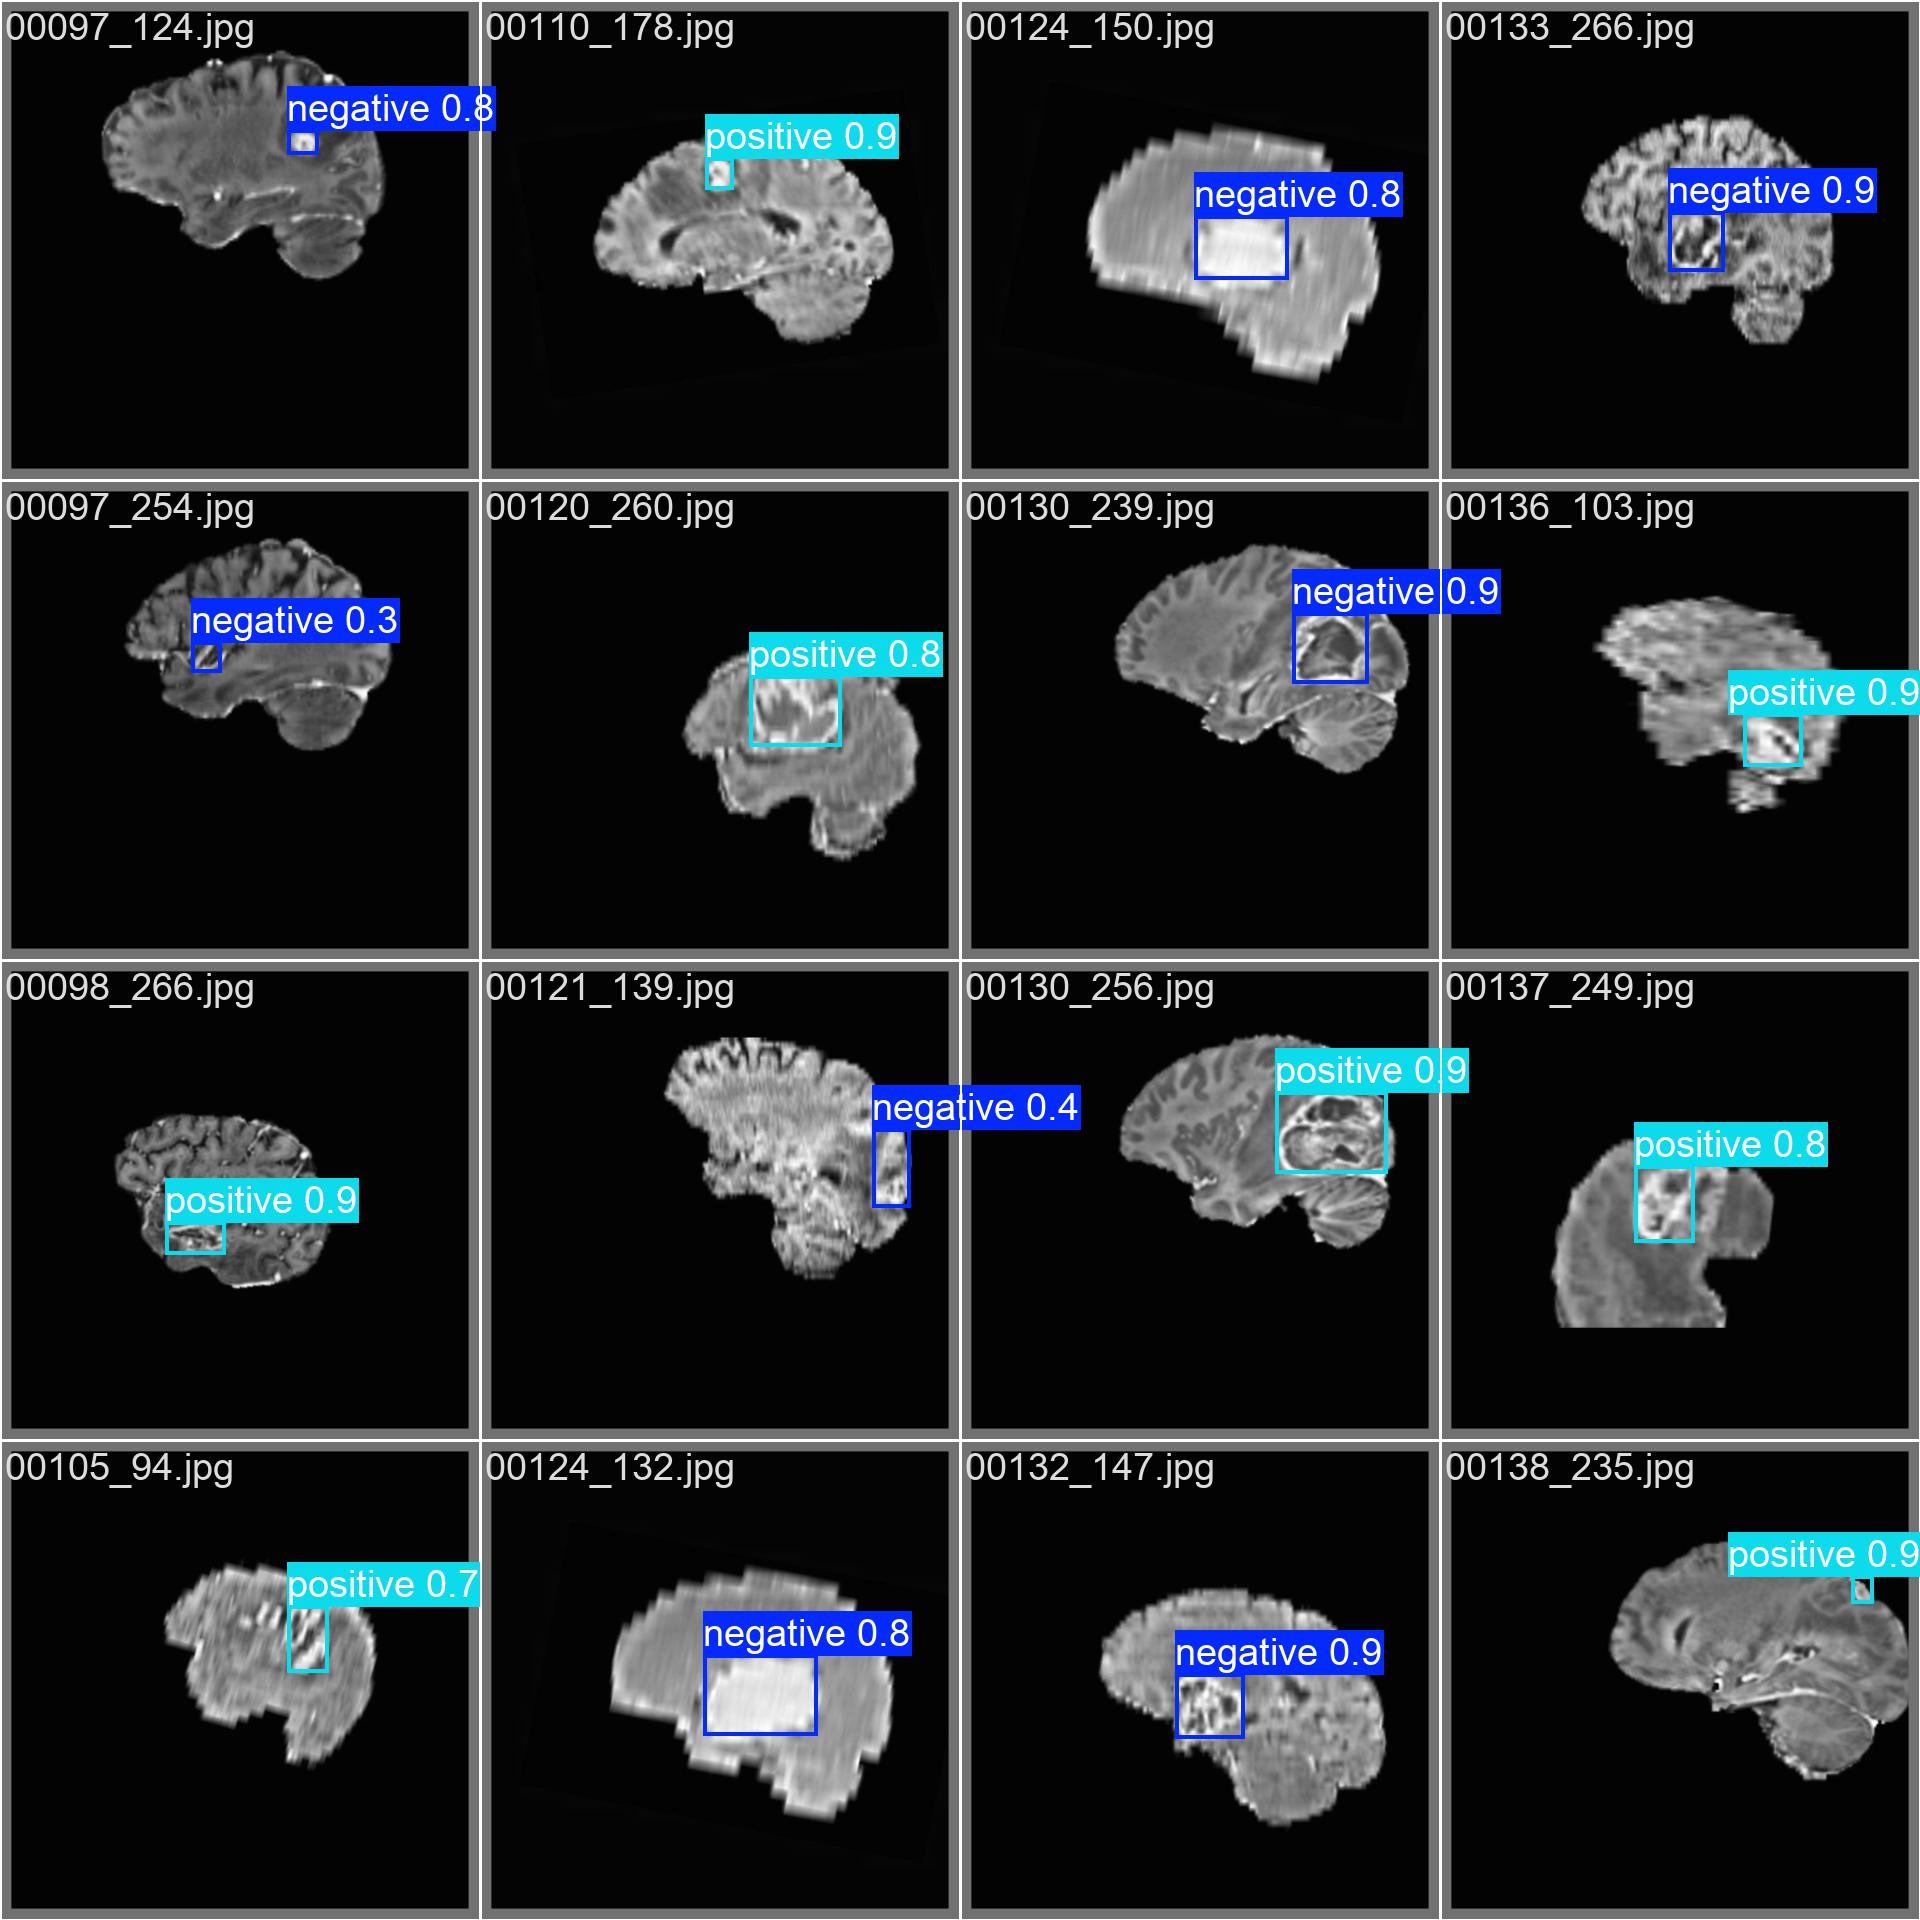 00097_124.jpg
negative 0.8
00110_178.jpg
positive 0.9
00124_150.jpg
negative 0.8
00133_266.jpg
negative 0.9
00097_254.jpg
negative 0.3
00120_260.jpg
positive 0.8
00130_239.jpg
negative 0.9
00136_103.jpg
positive 0.9
00098_266.jpg
positive 0.9
00121_139.jpg
negative 0.4
00130_256.jpg
positive 0.9
00137_249.jpg
positive 0.8
00105_94.jpg
positive 0.7
00124_132.jpg
negative 0.8
00132_147.jpg
negative 0.9
00138_235.jpg
positive 0.9